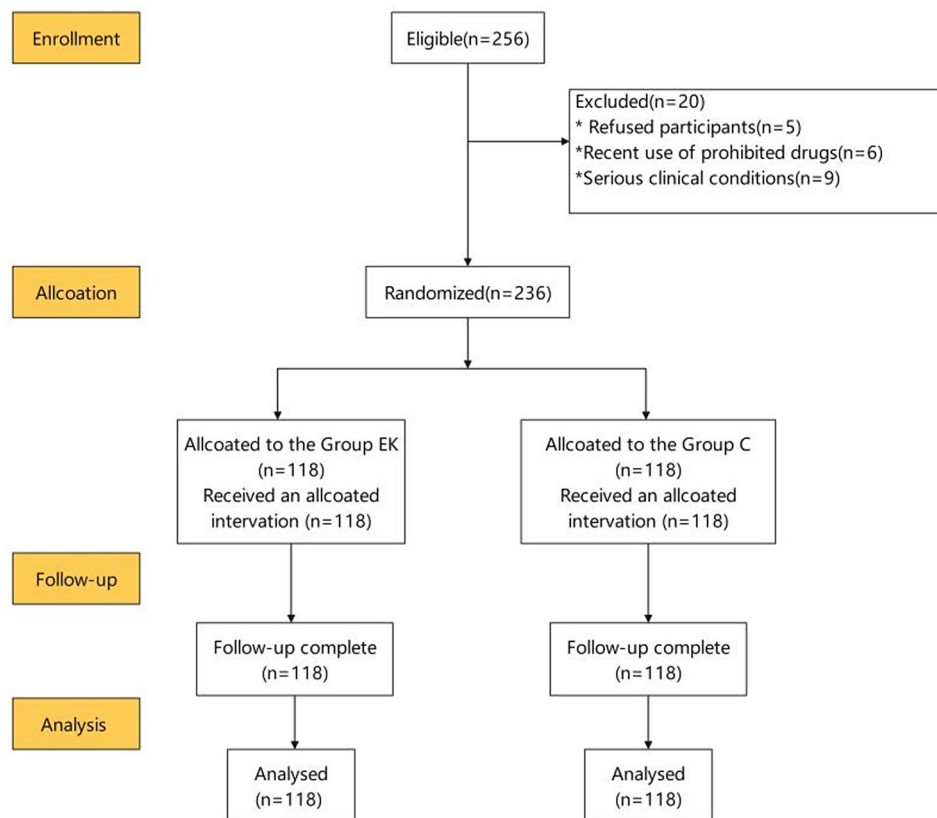 Enrollment
Eligible(n=256)
Excluded(n=20)
* Refused participants(n=5)
*Recent use of prohibited drugs(n=6)
*Serious clinical conditions(n=9)
Allcoation
Randomized(n=236)
Allcoated to the Group EK
(n=118)
Received an allcoated
intervation (n=118)
Allcoated to the Group C
(n=118)
Received an allcoated
intervation (n=118)
Follow-up
Follow-up complete
(n=118)
Follow-up complete
(n=118)
Analysis
Analysed
(n=118)
Analysed
(n=118)